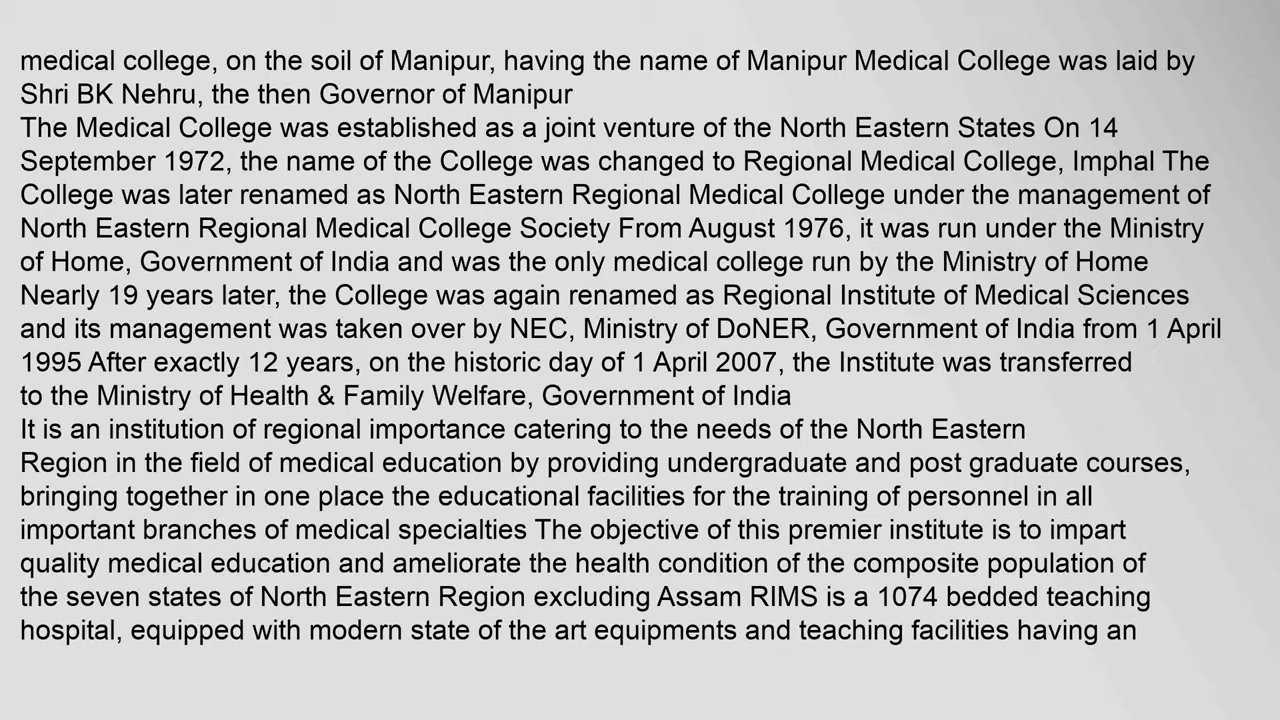 medical college, on the soil of Manipur, having the name of Manipur Medical College was laid by
Shri BK Nehru, the then Governor of Manipur
The Medical College was established as a joint venture of the North Eastern States On 14
September 1972, the name of the College was changed to Regional Medical College, Imphal The
College was later renamed as North Eastern Regional Medical College under the management of
North Eastern Regional Medical College Society From August 1976, it was run under the Ministry
of Home, Government of India and was the only medical college run by the Ministry of Home
Nearly 19 years later, the College was again renamed as Regional Institute of Medical Sciences
and its management was taken over by NEC, Ministry of DoNER, Government of India from 1 April
1995 After exactly 12 years, on the historic day of 1 April 2007, the Institute was transferred
to the Ministry of Health & Family Welfare, Government of India
It is an institution of regional importance catering to the needs of the North Eastern
Region in the field of medical education by providing undergraduate and post graduate courses,
bringing together in one place the educational facilities for the training of personnel in all
important branches of medical specialties The objective of this premier institute is to impart
quality medical education and ameliorate the health condition of the composite population of
the seven states of North Eastern Region excluding Assam RIMS is a 1074 bedded teaching
hospital, equipped with modern state of the art equipments and teaching facilities having an